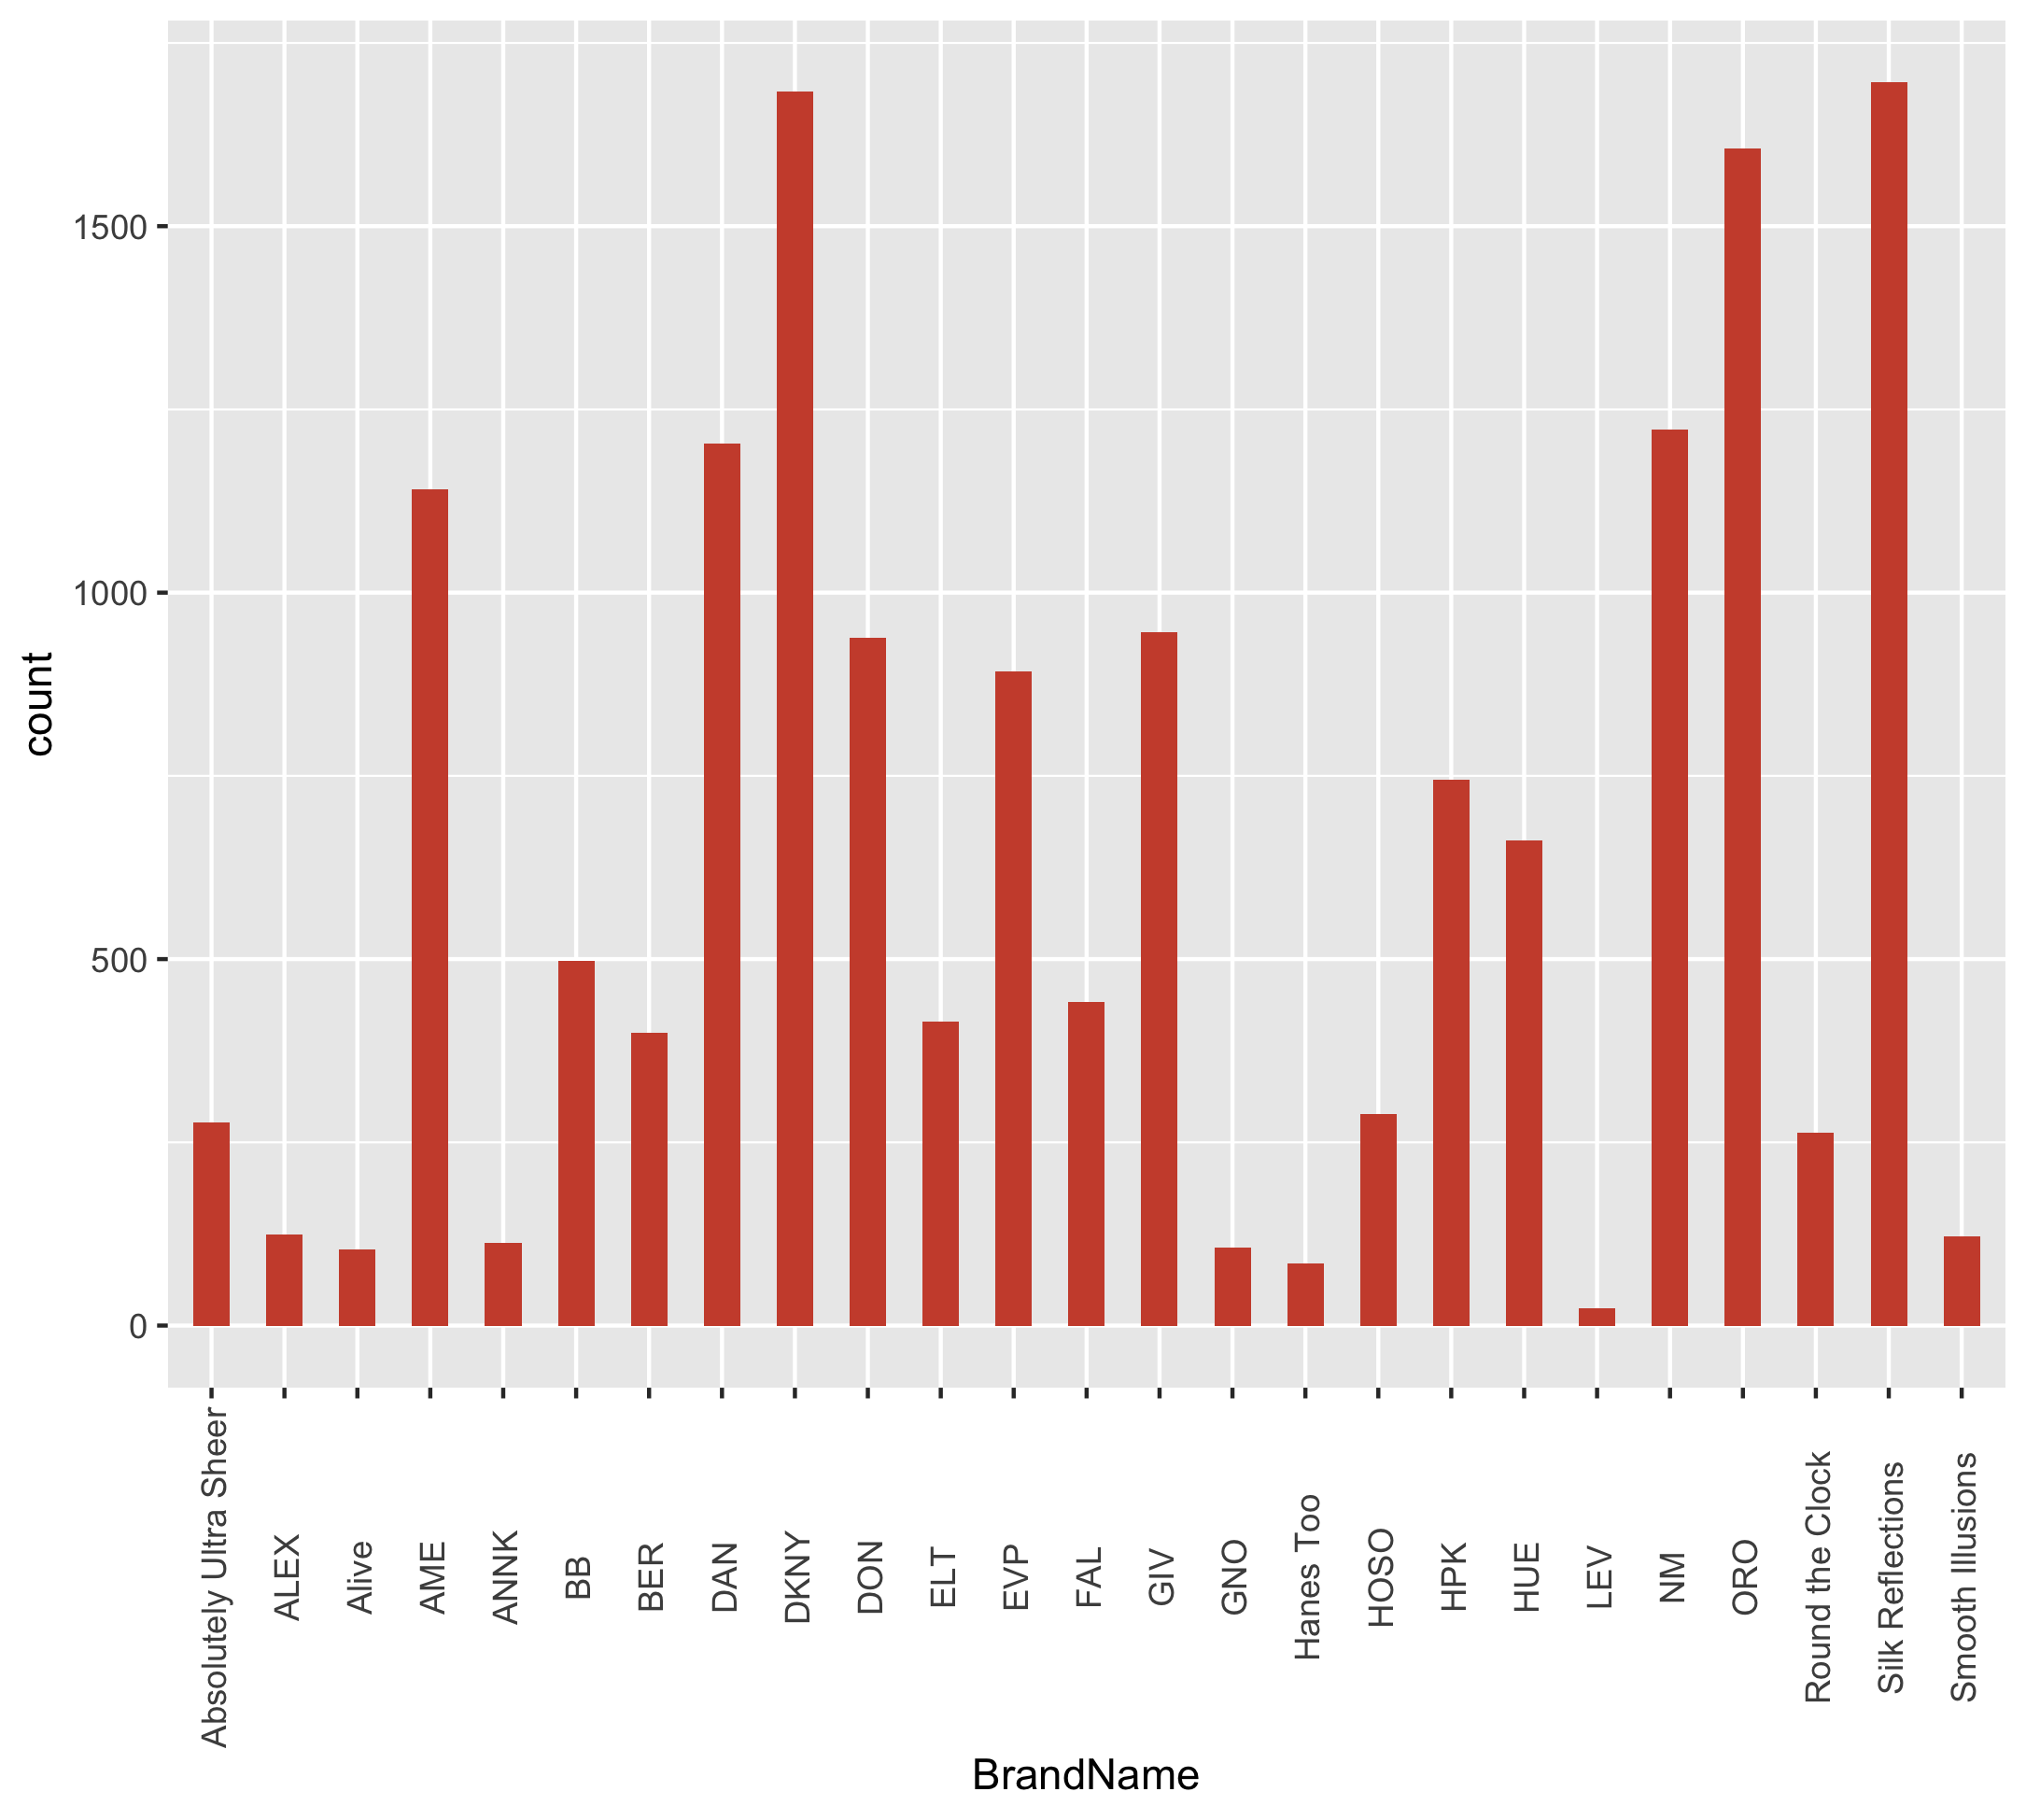 count
1500
1000
500
0
Absolutely Ultra Sheer
ALEX
Alive
AME
ANNK
BB
BER
DAN
DKNY
DON
ELT
EVP
FAL
GIV
GNO
Hanes Too
HOSO
HPK
HUE
LEV
NM
ORO
Round the Clock
Silk Reflections
Smooth Illusions
BrandName